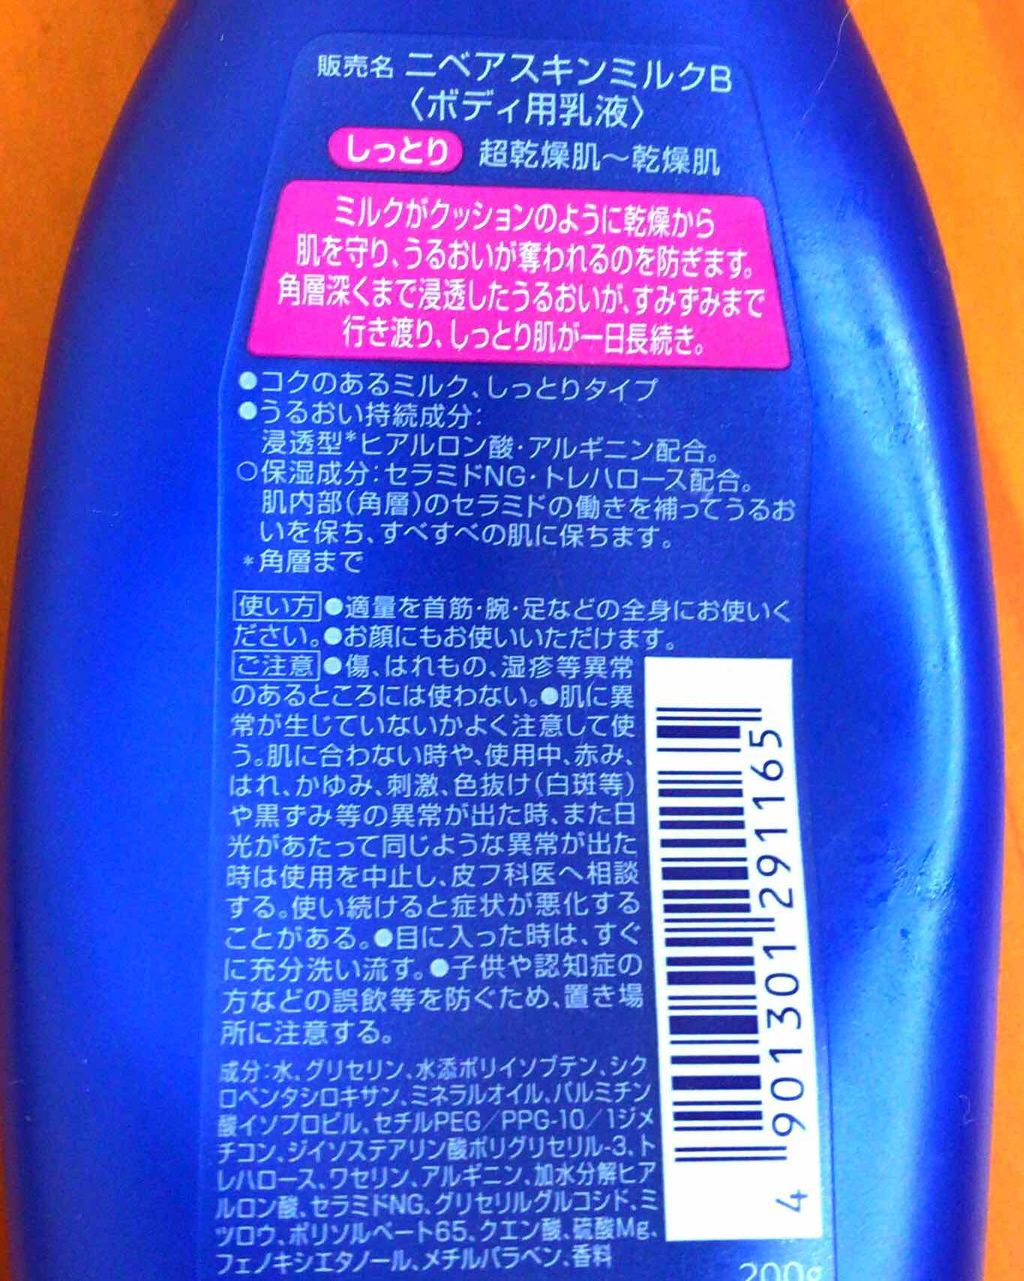 販売名 ニベアスキンミルクB
〈ボディ用乳液〉
しっとり 超乾燥肌～乾燥肌
ミルクがクッションのように乾燥から
肌を守り、うるおいが奪われるのを防ぎます。
角層深くまで浸透したうるおいが、すみずみまで
行き渡り、しっとり肌が一日長続き。
●コクのあるミルク、しっとりタイプ
●うるおい持続成分:
浸透型*ヒアルロン酸・アルギニン配合。
○保湿成分:セラミドNG・トレハロース配合。
肌内部(角層)のセラミドの働きを補ってうるお
いを保ち、すべすべの肌に保ちます。
*角層まで
使い方●適量を首筋・腕・足などの全身にお使いく
ださい。●お顔にもお使いいただけます。
ご注意●傷、はれもの、湿疹等異常
のあるところには使わない。●肌に異
常が生じていないかよく注意して使
う。肌に合わない時や、使用中、赤み、
はれ、かゆみ、刺激、色抜け(白斑等)
や黒ずみ等の異常が出た時、また日
光があたって同じような異常が出た
時は使用を中止し、皮フ科医へ相談
する。使い続けると症状が悪化する
ことがある。●目に入った時は、すぐ
に充分洗い流す。●子供や認知症の
方などの誤飲等を防ぐため、置き場
所に注意する。
成分:水、グリセリン、水添ポリイソブテン、シク
ロペンタシロキサン、ミネラルオイル、パルミチン
酸イソプロピル、セチルPEG/PPG-10/1ジメ
チコン、ジイソステアリン酸ポリグリセリル-3、ト
レハロース、ワセリン、アルギニン、加水分解ヒア
ルロン酸、セラミドNG、グリセリルグルコシド、ミ
ツロウ、ポリソルベート65、クエン酸、硫酸Mg、
フェノキシエタノール、メチルパラベン、香料
4 901301 291165
200g